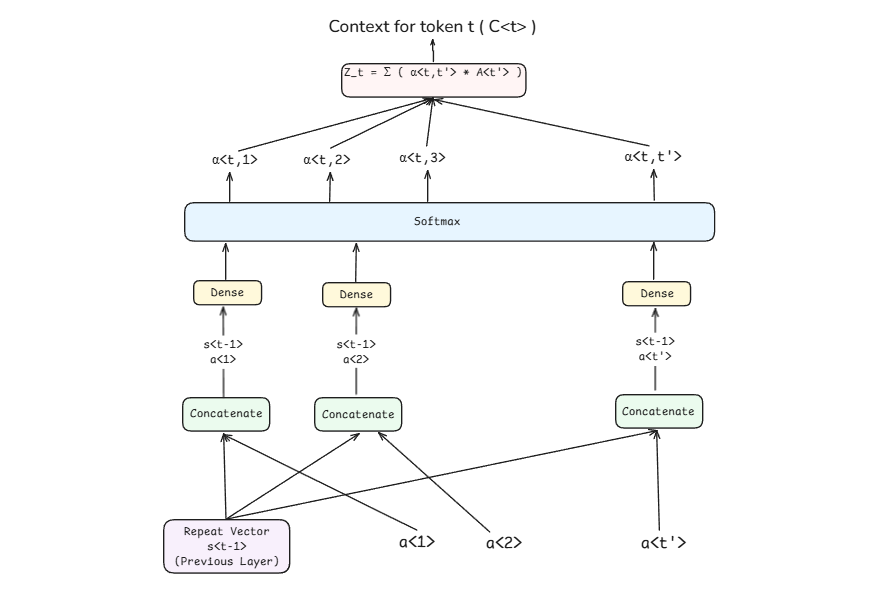 Context for token t ( C<t> )
Z_t = Σ ( α<t,t'> * A<t'> )
α<t,1>
α<t,2>
α<t,3>
α<t,t'>
Softmax
Dense
Dense
Dense
s<t-1>
a<1>
s<t-1>
a<2>
s<t-1>
a<t'>
Concatenate
Concatenate
Concatenate
Repeat Vector
s<t-1>
(Previous Layer)
a<1>
a<2>
a<t'>